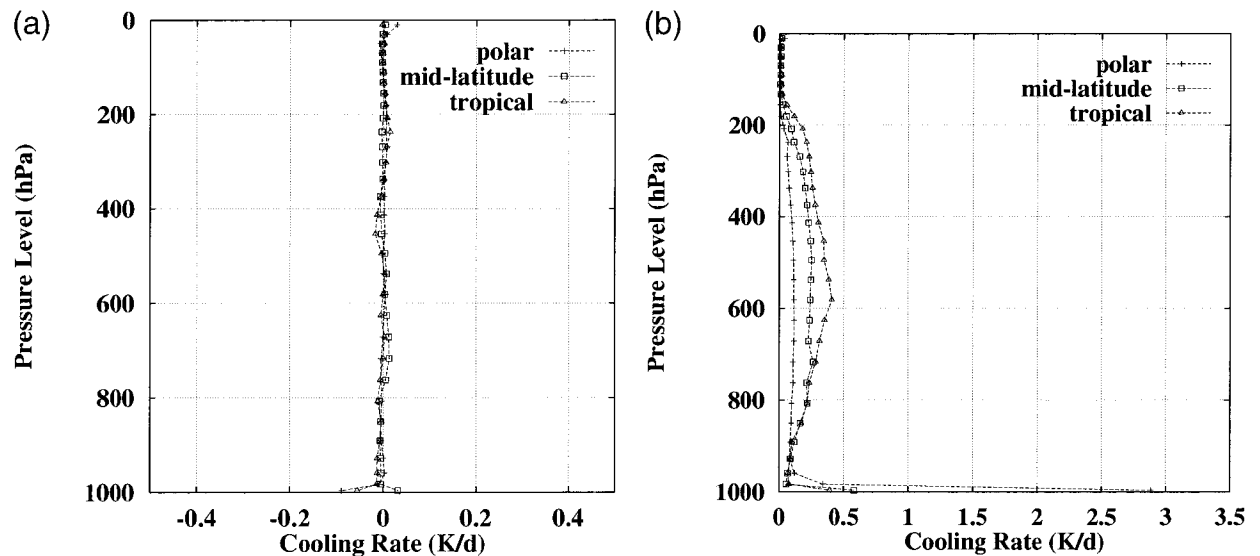 (a)
0
200
400
600
800
1000
Pressure Level (hPa)
polar
mid-latitude
tropical
-0.4
-0.2
0
0.2
0.4
Cooling Rate (K/d)
(b)
0
200
400
600
800
1000
Pressure Level (hPa)
polar
mid-latitude
tropical
0
0.5
1
1.5
2
2.5
3
3.5
Cooling Rate (K/d)